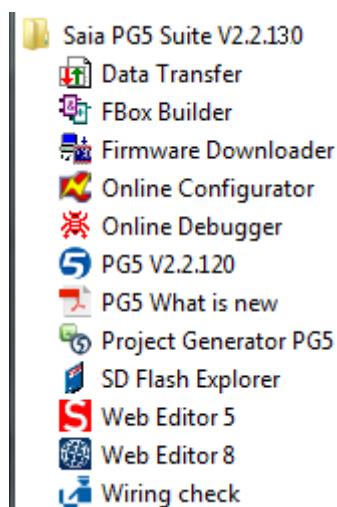 Saia PG5 Suite V2.2.130
Data Transfer
FBox Builder
Firmware Downloader
Online Configurator
Online Debugger
PG5 V2.2.120
PG5 What is new
Project Generator PG5
SD Flash Explorer
Web Editor 5
Web Editor 8
Wiring check